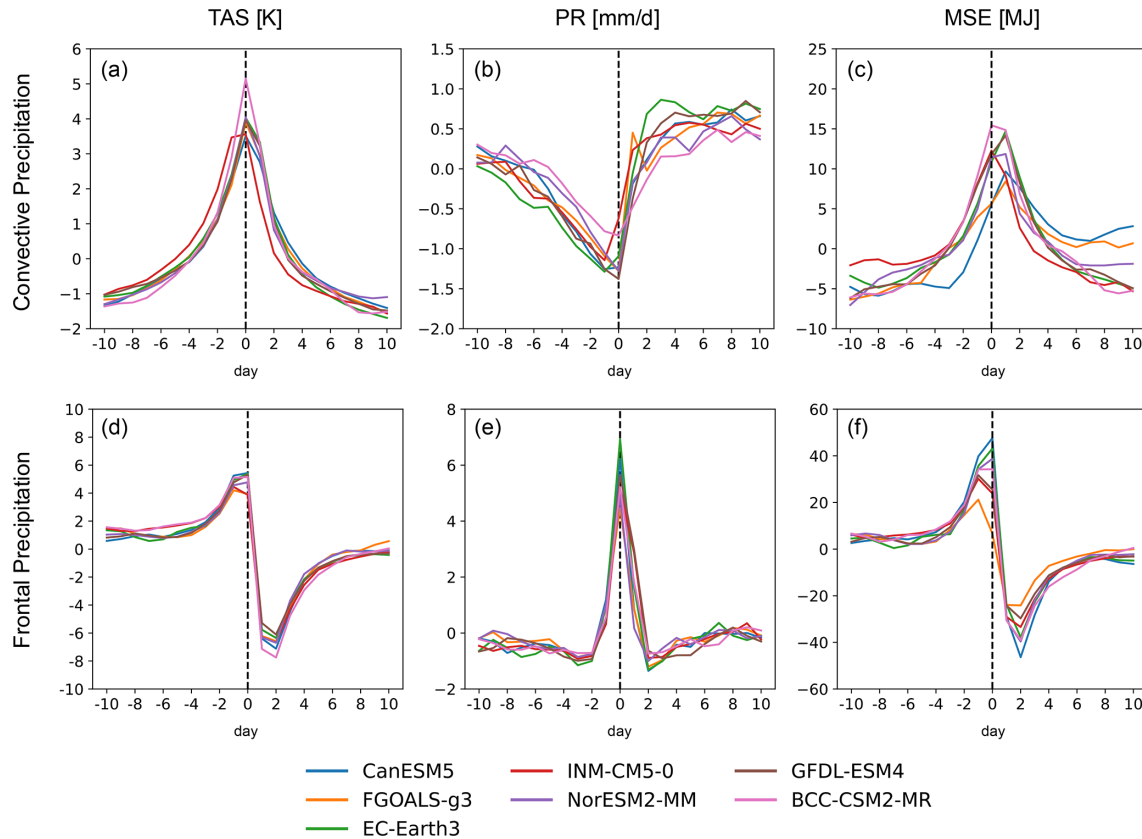 TAS [K] PR [mm/d] MSE [MJ]
Convective Precipitation
(a) (b) (c)
6 5 4 3 2 1 0 −1 −2
1.5 1.0 0.5 0.0 −0.5 −1.0 −1.5 −2.0
25 20 15 10 5 0 −5 −10
-10 -8 -6 -4 -2 0 2 4 6 8 10 -10 -8 -6 -4 -2 0 2 4 6 8 10 -10 -8 -6 -4 -2 0 2 4 6 8 10
day day day
Frontal Precipitation
(d) (e) (f)
10 8 6 4 2 0 −2 −4 −6 −8 −10
8 6 4 2 0 −2
60 40 20 0 −20 −40 −60
-10 -8 -6 -4 -2 0 2 4 6 8 10 -10 -8 -6 -4 -2 0 2 4 6 8 10 -10 -8 -6 -4 -2 0 2 4 6 8 10
day day day
CanESM5 INM-CM5-0 GFDL-ESM4
FGOALS-g3 NorESM2-MM BCC-CSM2-MR
EC-Earth3